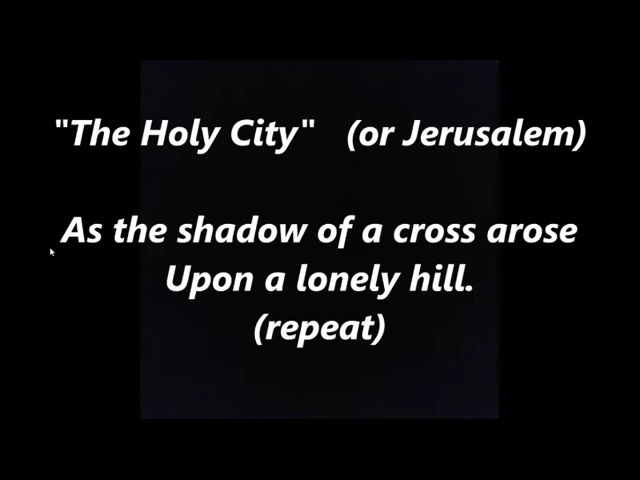 "The Holy City"   (or Jerusalem)
As the shadow of a cross arose
Upon a lonely hill.
(repeat)